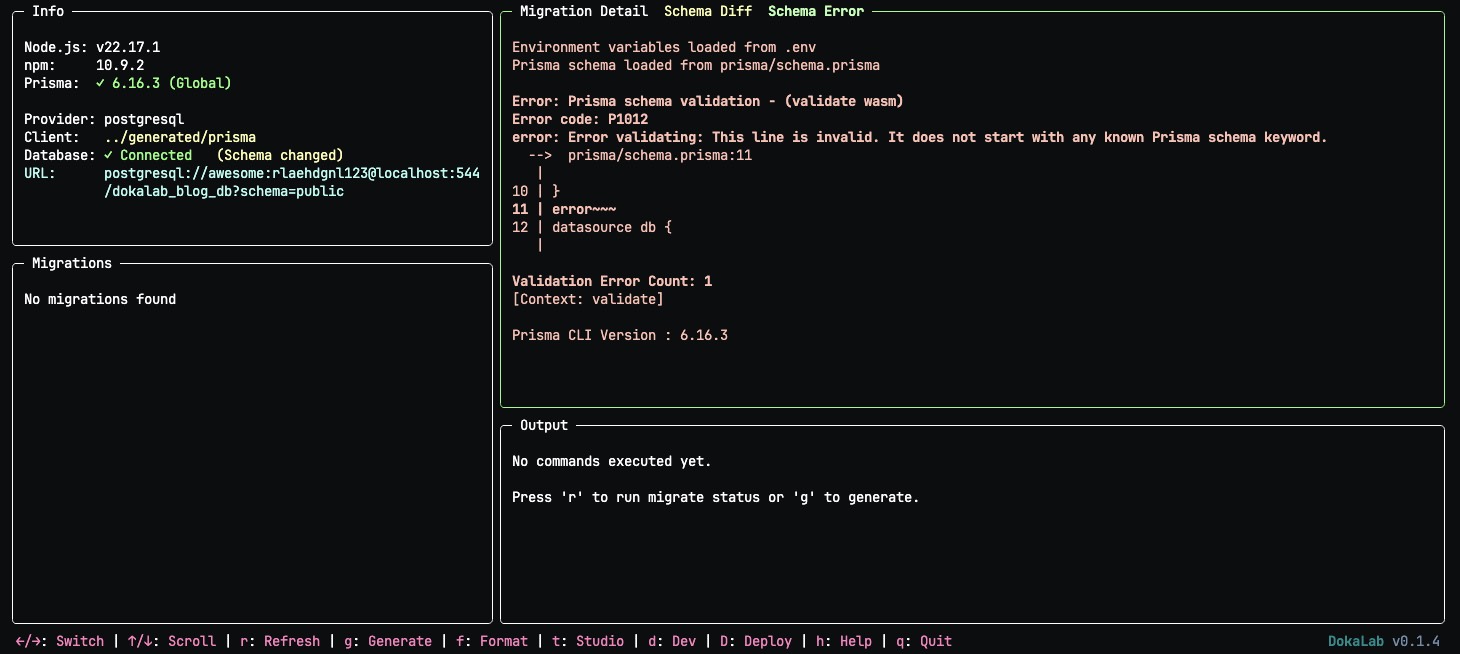 Info
Node.js: v22.17.1
npm: 10.9.2
Prisma: ✓ 6.16.3 (Global)
Provider: postgresql
Client: ../generated/prisma
Database: ✓ Connected (Schema changed)
URL: postgresql://awesome:rlaehdgnl123@localhost:544
/dokalab_blog_db?schema=public
Migrations
No migrations found
Migration Detail Schema Diff Schema Error
Environment variables loaded from .env
Prisma schema loaded from prisma/schema.prisma
Error: Prisma schema validation - (validate wasm)
Error code: P1012
error: Error validating: This line is invalid. It does not start with any known Prisma schema keyword.
--> prisma/schema.prisma:11
|
10 | }
11 | error~~~
12 | datasource db {
|
Validation Error Count: 1
[Context: validate]
Prisma CLI Version : 6.16.3
Output
No commands executed yet.
Press 'r' to run migrate status or 'g' to generate.
←/→: Switch | ↑/↓: Scroll | r: Refresh | g: Generate | f: Format | t: Studio | d: Dev | D: Deploy | h: Help | q: Quit
DokaLab v0.1.4